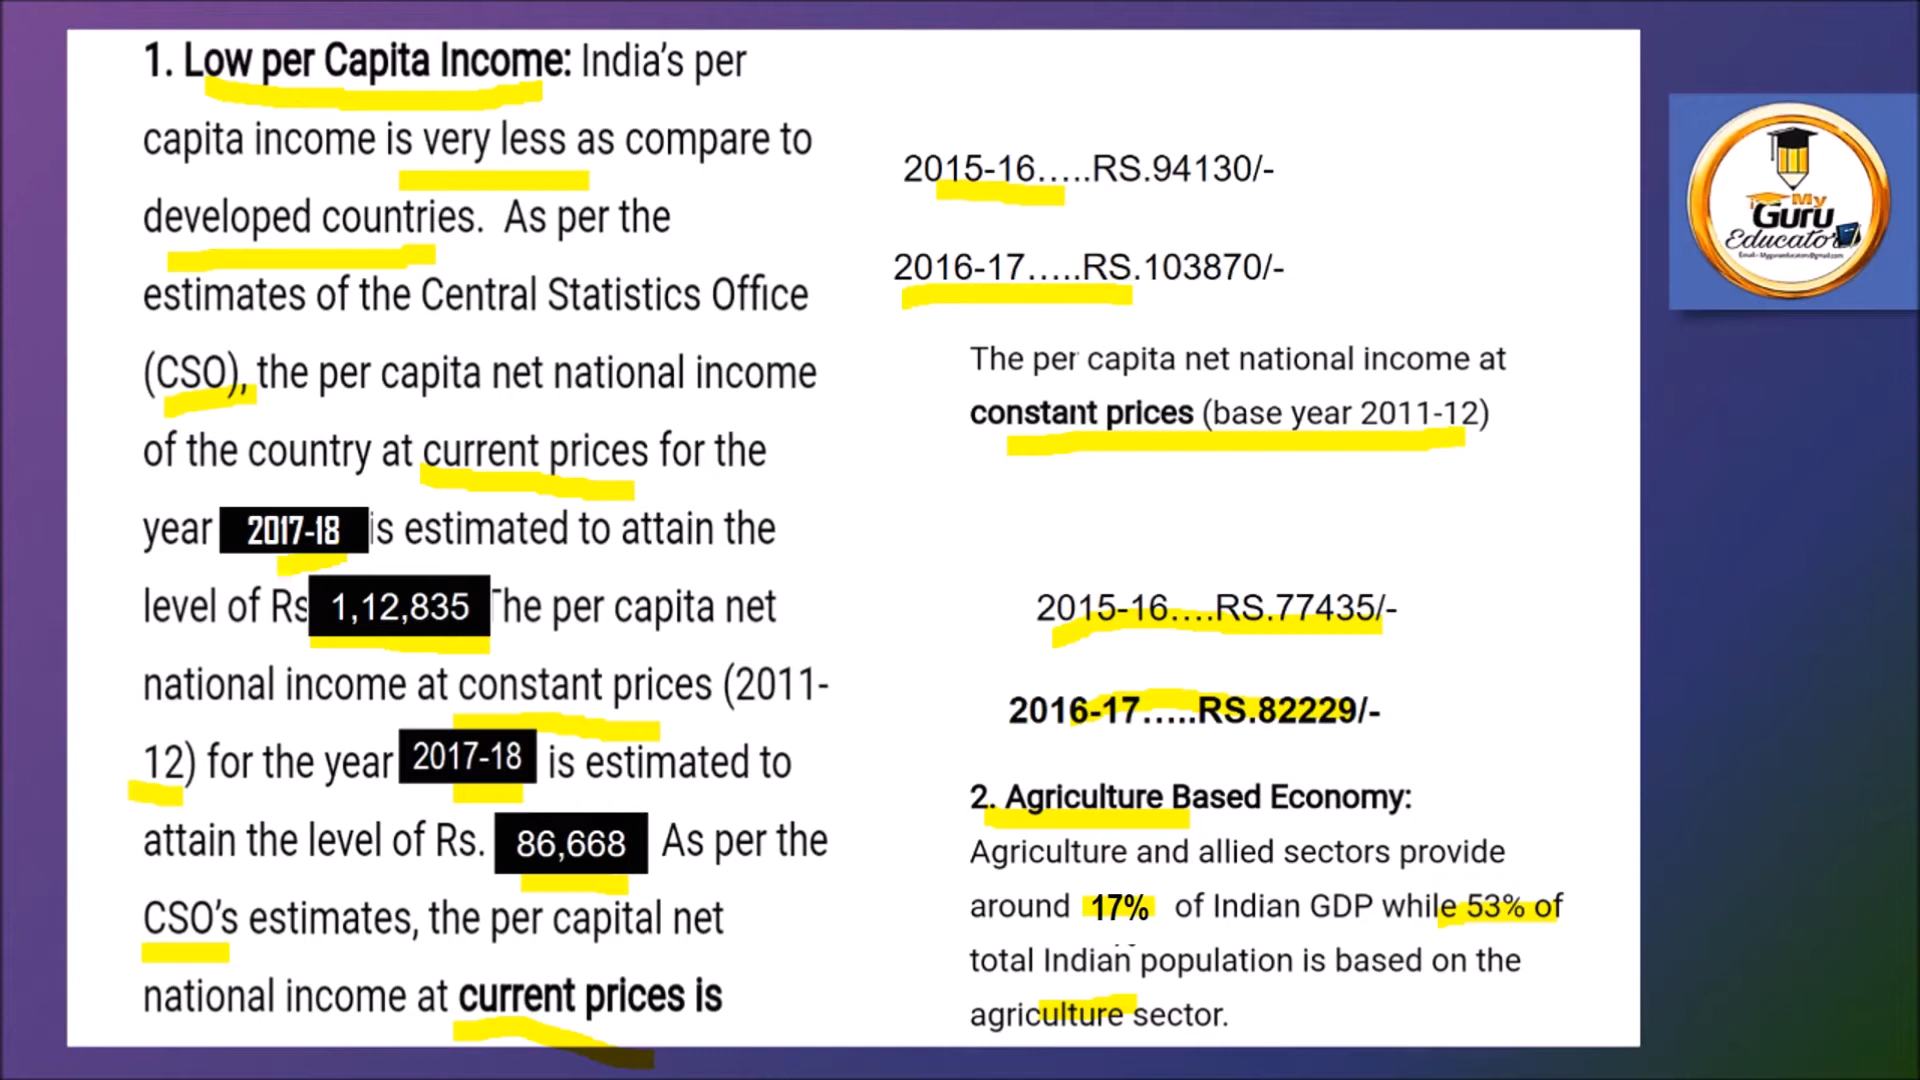 1. Low per Capita Income: India's per
capita income is very less as compare to
developed countries. As per the
estimates of the Central Statistics Office
(CSO), the per capita net national income
of the country at current prices for the
year 2017-18 is estimated to attain the
level of Rs 1,12,835 The per capita net
national income at constant prices (2011-
12) for the year 2017-18 is estimated to
attain the level of Rs. 86,668 As per the
CSO's estimates, the per capital net
national income at current prices is
2015-16.....RS.94130/-
2016-17.....RS.103870/-
The per capita net national income at
constant prices (base year 2011-12)
2015-16....RS.77435/-
2016-17.....RS.82229/-
2. Agriculture Based Economy:
Agriculture and allied sectors provide
around 17% of Indian GDP while 53% of
total Indian population is based on the
agriculture sector.
My
Guru
Educator